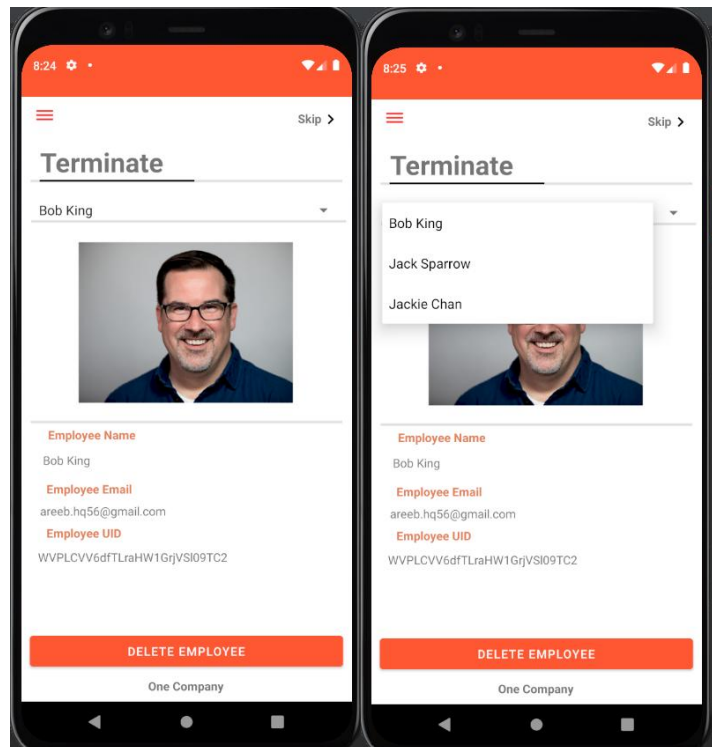 8:24
Skip
Terminate
Bob King
Employee Name
Bob King
Employee Email
areeb.hq56@gmail.com
Employee UID
WVPLCVV6dfTLraHW1GrjVSl09TC2
DELETE EMPLOYEE
One Company
8:25
Skip
Terminate
Bob King
Jack Sparrow
Jackie Chan
Employee Name
Bob King
Employee Email
areeb.hq56@gmail.com
Employee UID
WVPLCVV6dfTLraHW1GrjVSl09TC2
DELETE EMPLOYEE
One Company